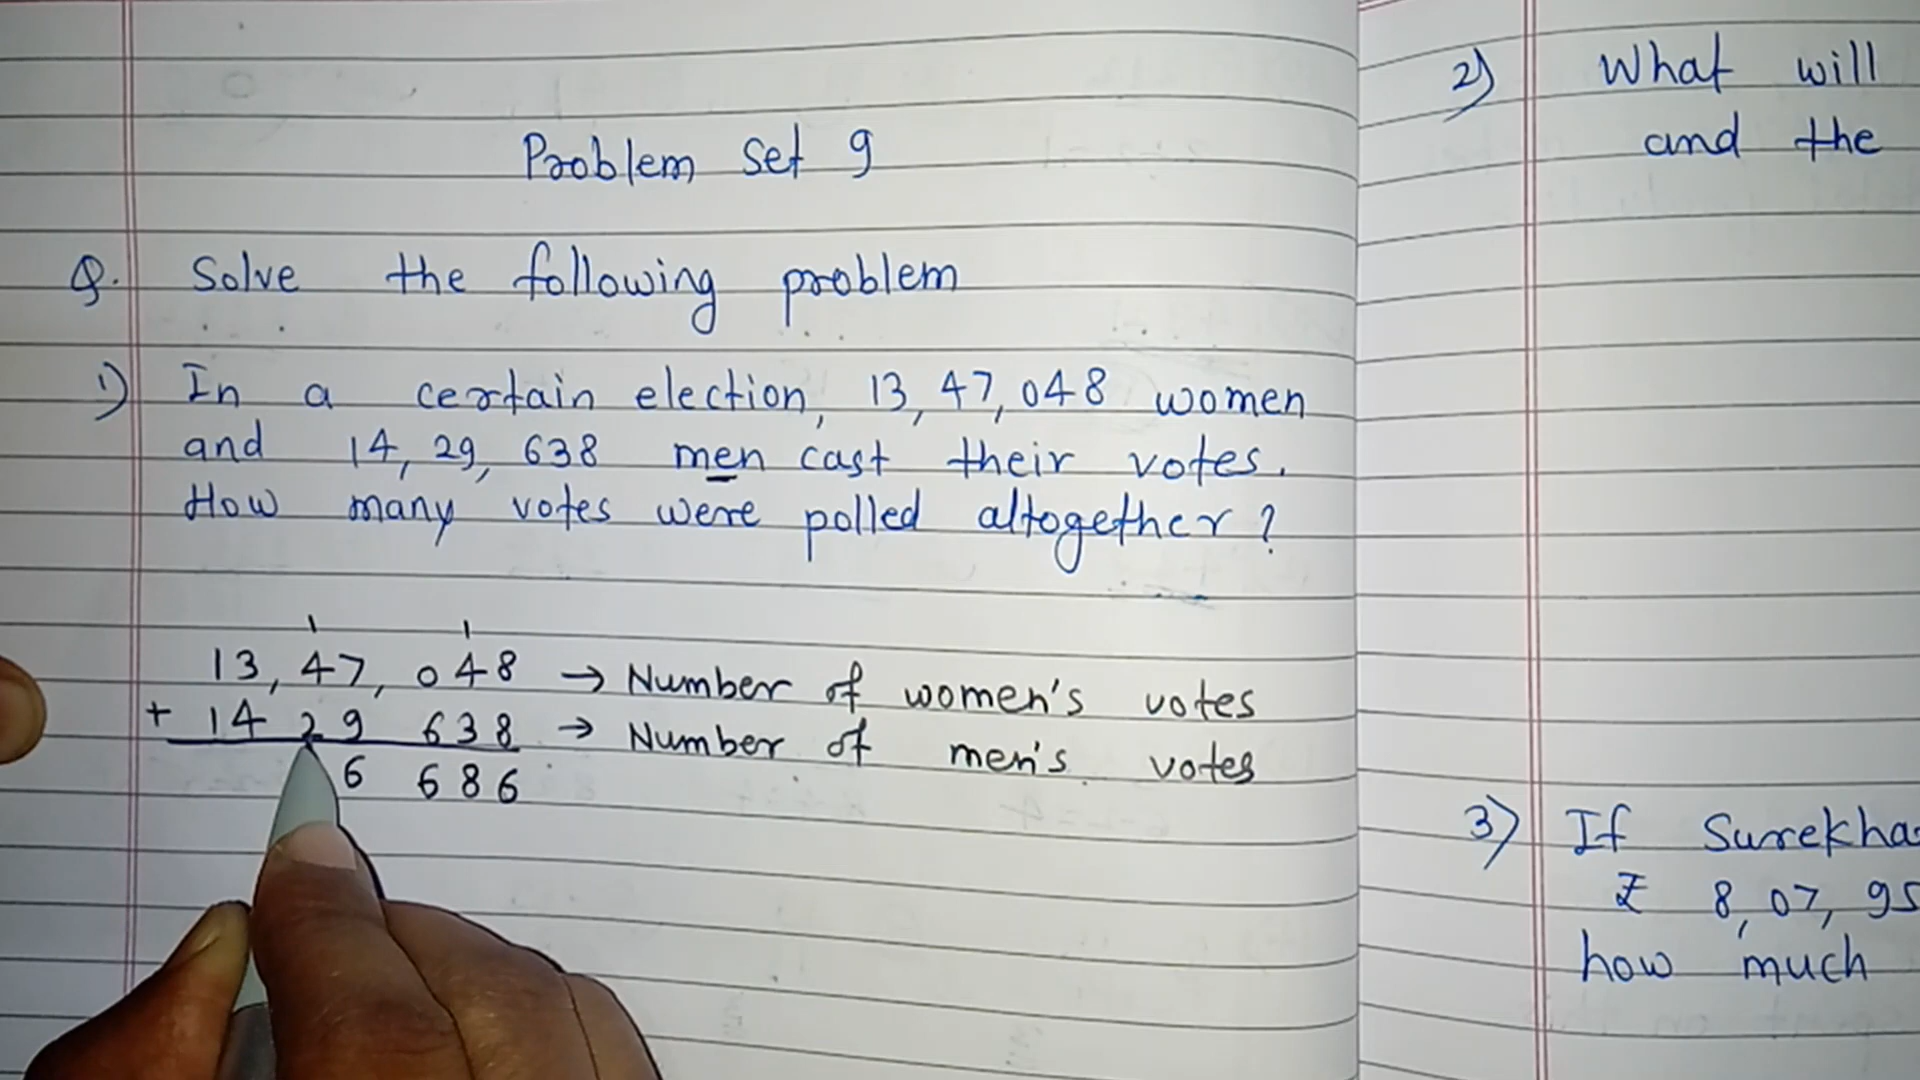 Problem Set 9
Q. Solve the following problem
1) In a certain election, 13,47,048 women
and 14,29,638 men cast their votes.
How many votes were polled altogether?
1 1
13,47,048 → Number of women's votes
+ 14 29 638 → Number of men's votes
6 686
2) What will
and the
3) If Surekha
₹ 8,07,95
how much